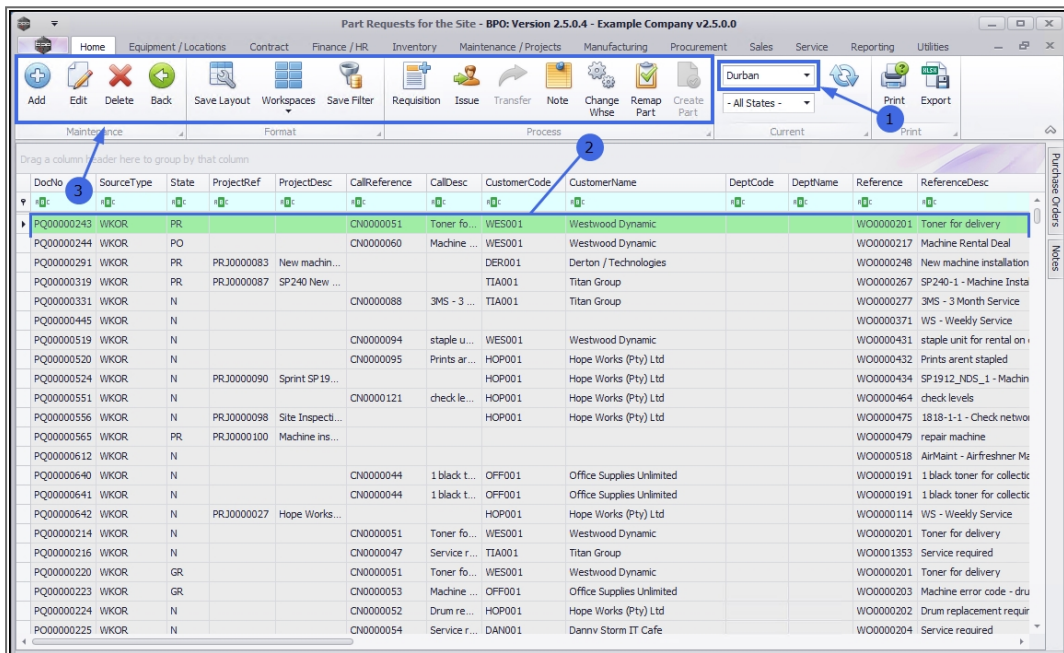 Part Requests for the Site - BPO: Version 2.5.0.4 - Example Company v2.5.0.0
Home Equipment / Locations Contract Finance / HR Inventory Maintenance / Projects Manufacturing Procurement Sales Service Reporting Utilities
Add Edit Delete Back Save Layout Workspaces Save Filter Requisition Issue Transfer Note Change Whse Remap Part Create Part Durban Print Export
- All States -
1
Maintenance Format Process Current Print
2
Drag a column header here to group by that column
3
DocNo SourceType State ProjectRef ProjectDesc CallReference CallDesc CustomerCode CustomerName DeptCode DeptName Reference ReferenceDesc
PQ00000243 WKOR PR CN0000051 Toner fo... WES001 Westwood Dynamic WO0000201 Toner for delivery
PQ00000244 WKOR PO CN0000060 Machine ... WES001 Westwood Dynamic WO0000217 Machine Rental Deal
PQ00000291 WKOR PR PRJ0000083 New machin... DER001 Derton / Technologies WO0000248 New machine installation
PQ00000319 WKOR PR PRJ0000087 SP240 New ... TIA001 Titan Group WO0000267 SP240-1 - Machine Instal
PQ00000331 WKOR N CN0000088 3MS - 3 ... TIA001 Titan Group WO0000277 3MS - 3 Month Service
PQ00000445 WKOR N WO0000371 WS - Weekly Service
PQ00000519 WKOR N CN0000094 staple u... WES001 Westwood Dynamic WO0000431 staple unit for rental on
PQ00000520 WKOR N CN0000095 Prints ar... HOP001 Hope Works (Pty) Ltd WO0000432 Prints arent stapled
PQ00000524 WKOR N PRJ0000090 Sprint SP19... HOP001 Hope Works (Pty) Ltd WO0000434 SP1912_NDS_1 - Machin
PQ00000551 WKOR N CN0000121 check le... HOP001 Hope Works (Pty) Ltd WO0000464 check levels
PQ00000556 WKOR N PRJ0000098 Site Inspecti... HOP001 Hope Works (Pty) Ltd WO0000475 1818-1-1 - Check networ
PQ00000565 WKOR PR PRJ0000100 Machine ins... WO0000479 repair machine
PQ00000612 WKOR N WO0000518 AirMaint - Airfreshner Ma
PQ00000640 WKOR N CN0000044 1 black t... OFF001 Office Supplies Unlimited WO0000191 1 black toner for collectic
PQ00000641 WKOR N CN0000044 1 black t... OFF001 Office Supplies Unlimited WO0000191 1 black toner for collectic
PQ00000642 WKOR N PRJ0000027 Hope Works... HOP001 Hope Works (Pty) Ltd WO0000114 WS - Weekly Service
PQ00000214 WKOR N CN0000051 Toner fo... WES001 Westwood Dynamic WO0000201 Toner for delivery
PQ00000216 WKOR N CN0000047 Service r... TIA001 Titan Group WO0001353 Service required
PQ00000220 WKOR GR CN0000051 Toner fo... WES001 Westwood Dynamic WO0000201 Toner for delivery
PQ00000223 WKOR GR CN0000053 Machine ... OFF001 Office Supplies Unlimited WO0000203 Machine error code - dru
PQ00000224 WKOR N CN0000052 Drum re... HOP001 Hope Works (Pty) Ltd WO0000202 Drum replacement requir
PQ00000225 WKOR N CN0000054 Service r... DAN001 Danny Storm IT Cafe WO0000204 Service required
Purchase Orders
Notes